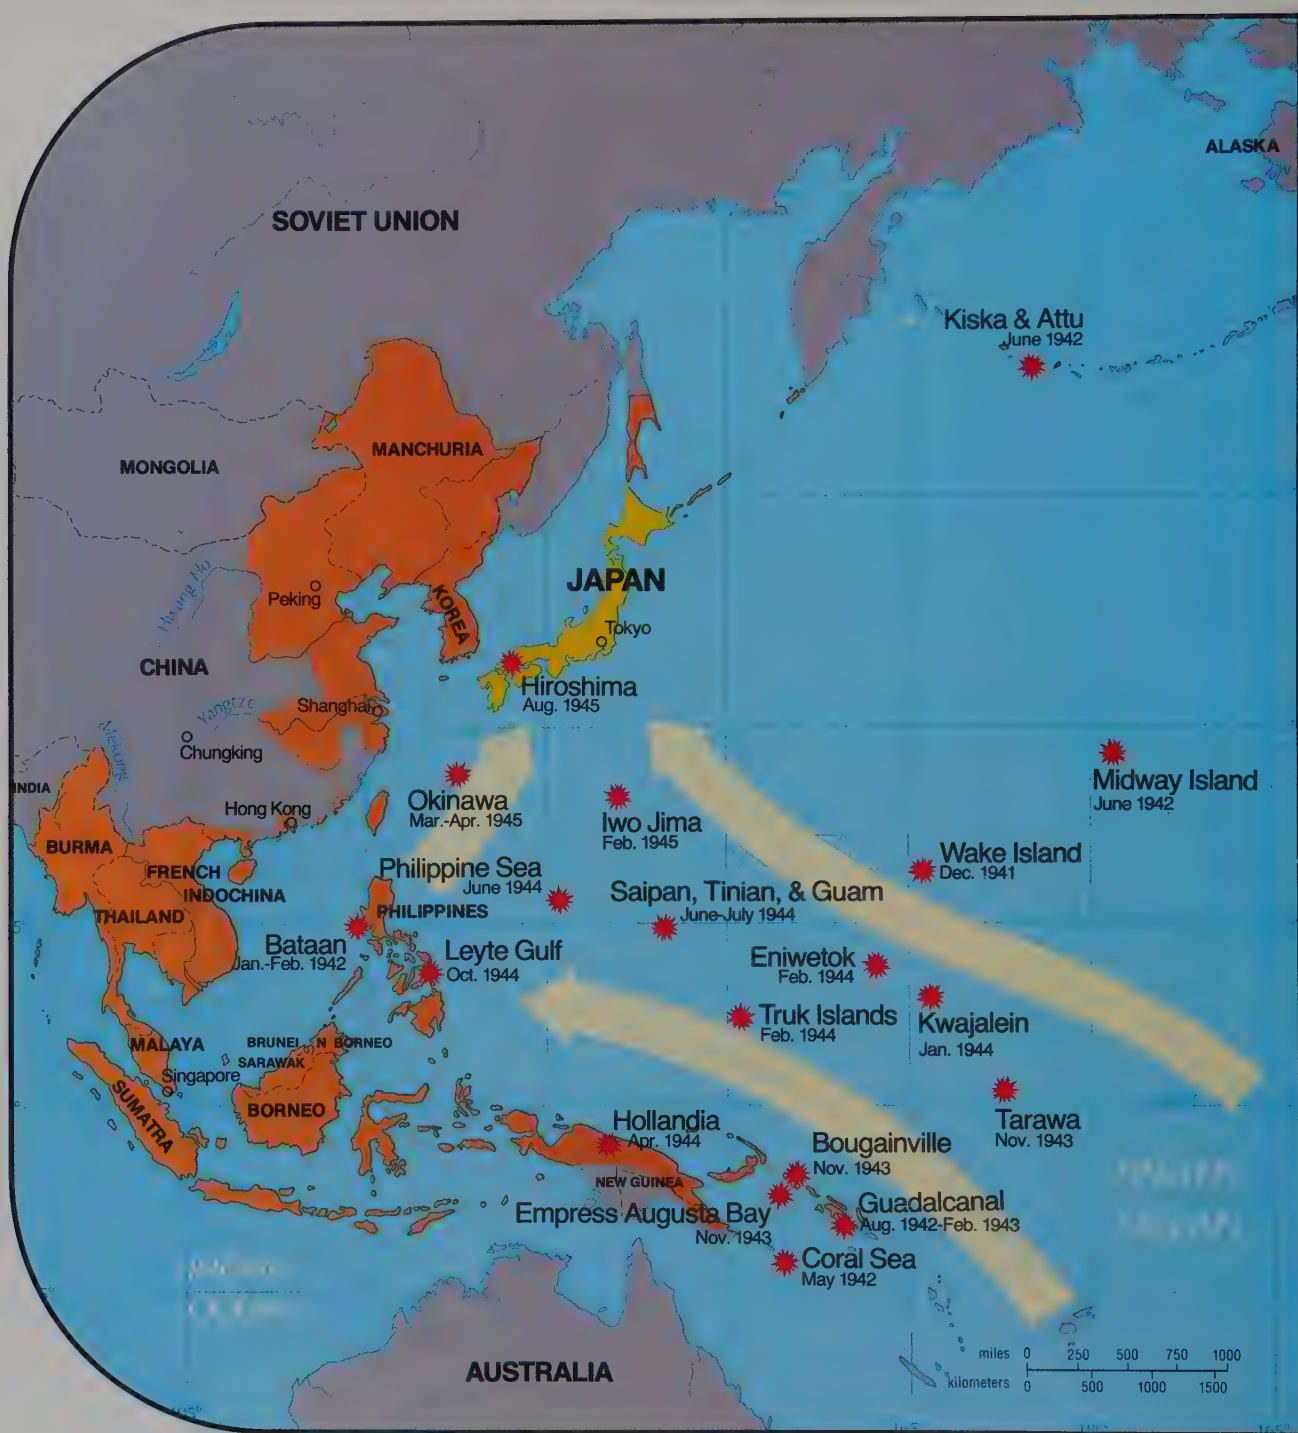 ALASKA
SOVIET UNION
Kiska & Attu
June 1942
MANCHURIA
MONGOLIA
Hwang Ho
Peking
KOREA
JAPAN
Tokyo
CHINA
Hiroshima
Aug. 1945
Shanghai
Yangtze
Chungking
Mekong
INDIA
Hong Kong
Okinawa
Mar.-Apr. 1945
Iwo Jima
Feb. 1945
Midway Island
June 1942
BURMA
FRENCH
INDOCHINA
THAILAND
Philippine Sea
June 1944
Wake Island
Dec. 1941
Saipan, Tinian, & Guam
June-July 1944
PHILIPPINES
Bataan
Jan.-Feb. 1942
Leyte Gulf
Oct. 1944
Eniwetok
Feb. 1944
Truk Islands
Feb. 1944
Kwajalein
Jan. 1944
MALAYA
BRUNEI
N BORNEO
SARAWAK
Singapore
SUMATRA
BORNEO
Tarawa
Nov. 1943
Hollandia
Apr. 1944
Bougainville
Nov. 1943
NEW GUINEA
Empress Augusta Bay
Nov. 1943
Guadalcanal
Aug. 1942-Feb. 1943
Coral Sea
May 1942
AUSTRALIA
miles 0 250 500 750 1000
kilometers 0 500 1000 1500